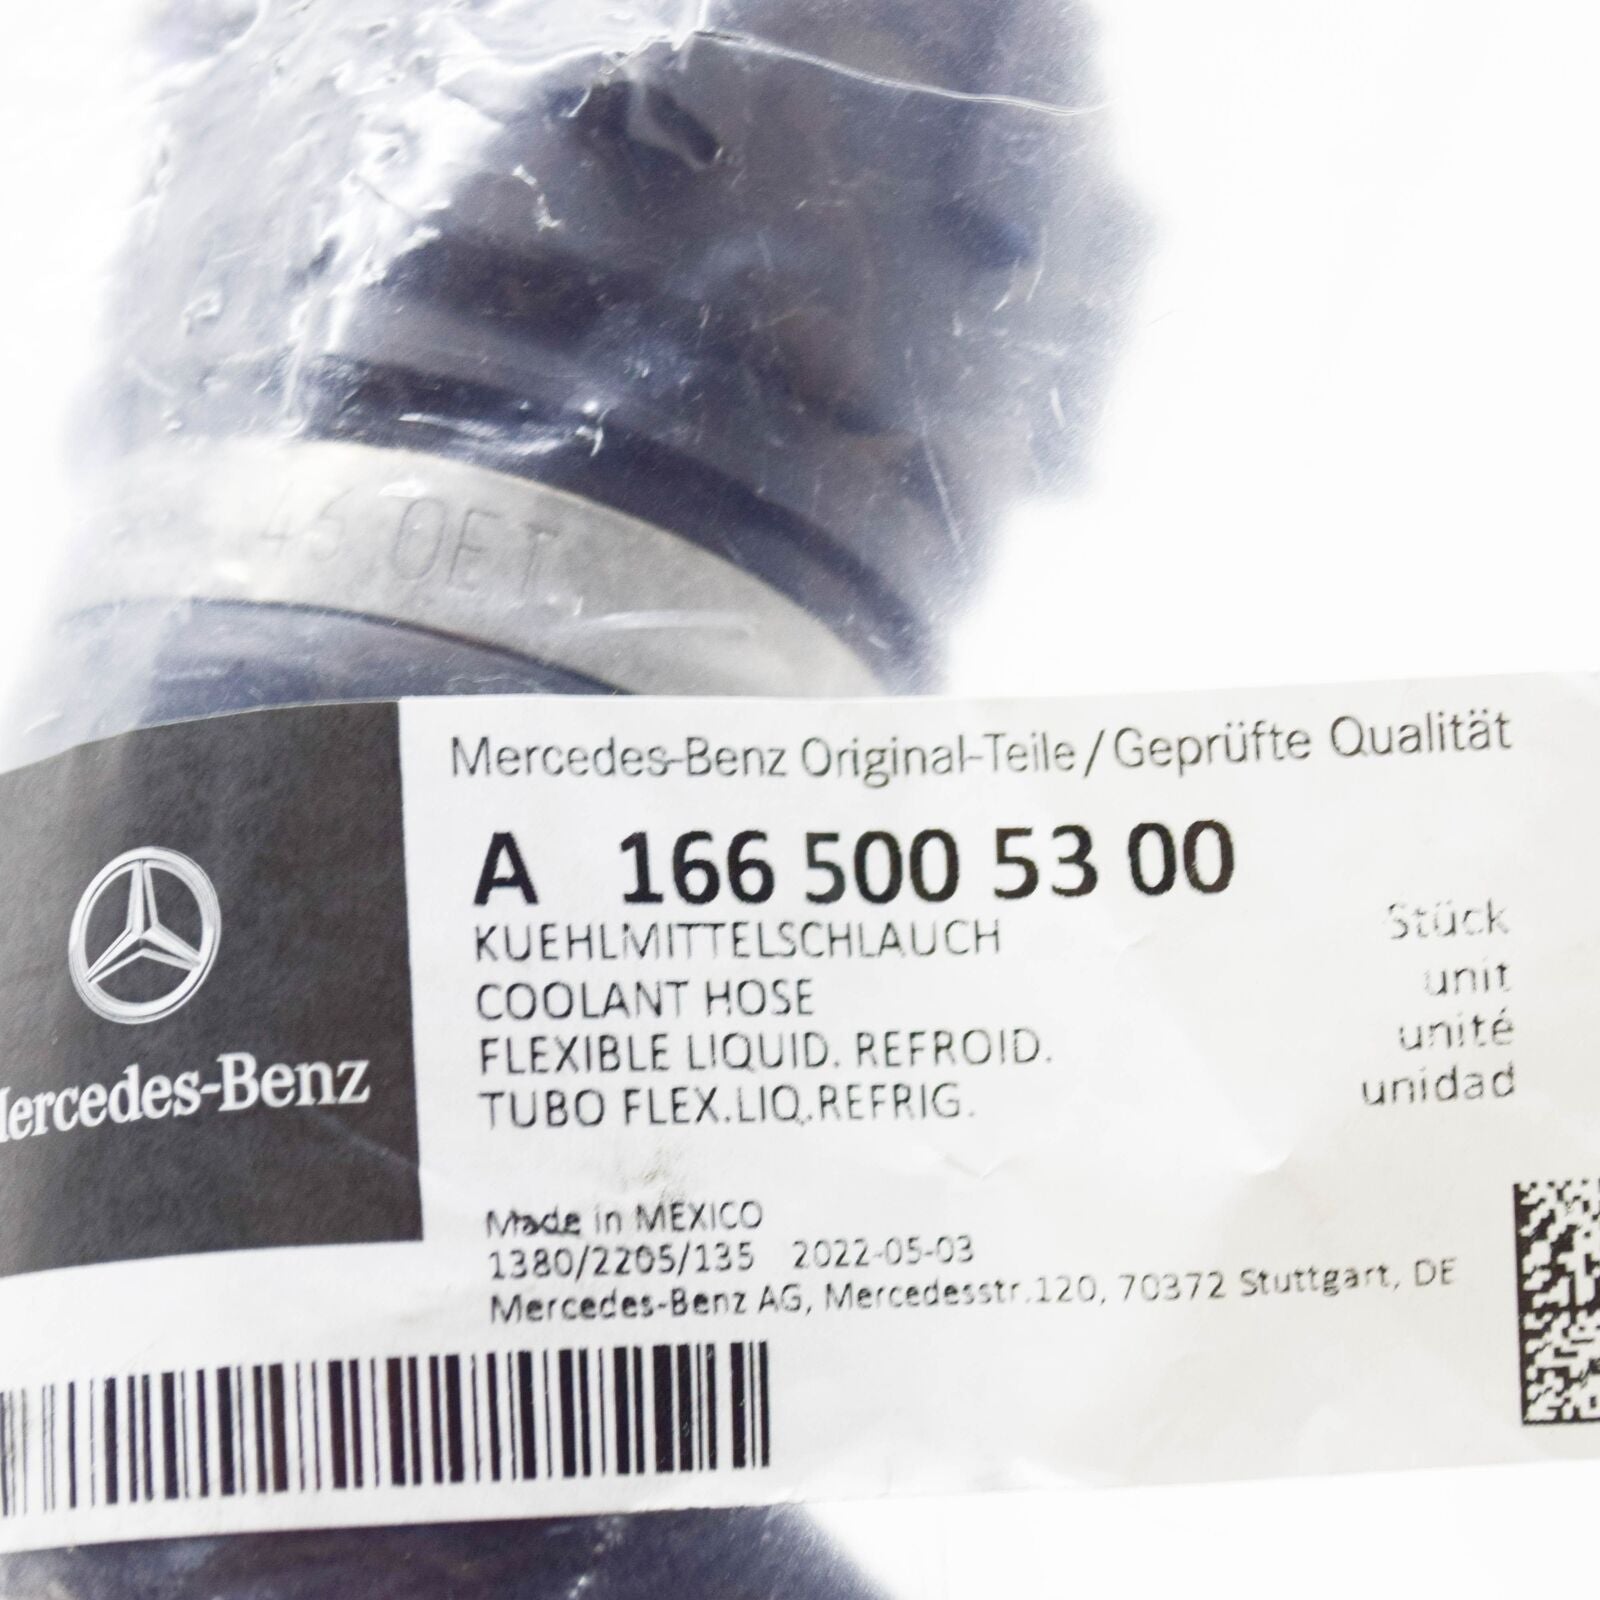 46 OET
Mercedes-Benz Original-Teile/Geprüfte Qualität
A 166 500 53 00
KUEHLMITTELSCHLAUCH
Stück
COOLANT HOSE
unit
FLEXIBLE LIQUID. REFROID.
unité
TUBO FLEX.LIQ.REFRIG.
unidad
Mercedes-Benz
Made in MEXICO
1380/2205/135 2022-05-03
Mercedes-Benz AG, Mercedesstr.120, 70372 Stuttgart, DE